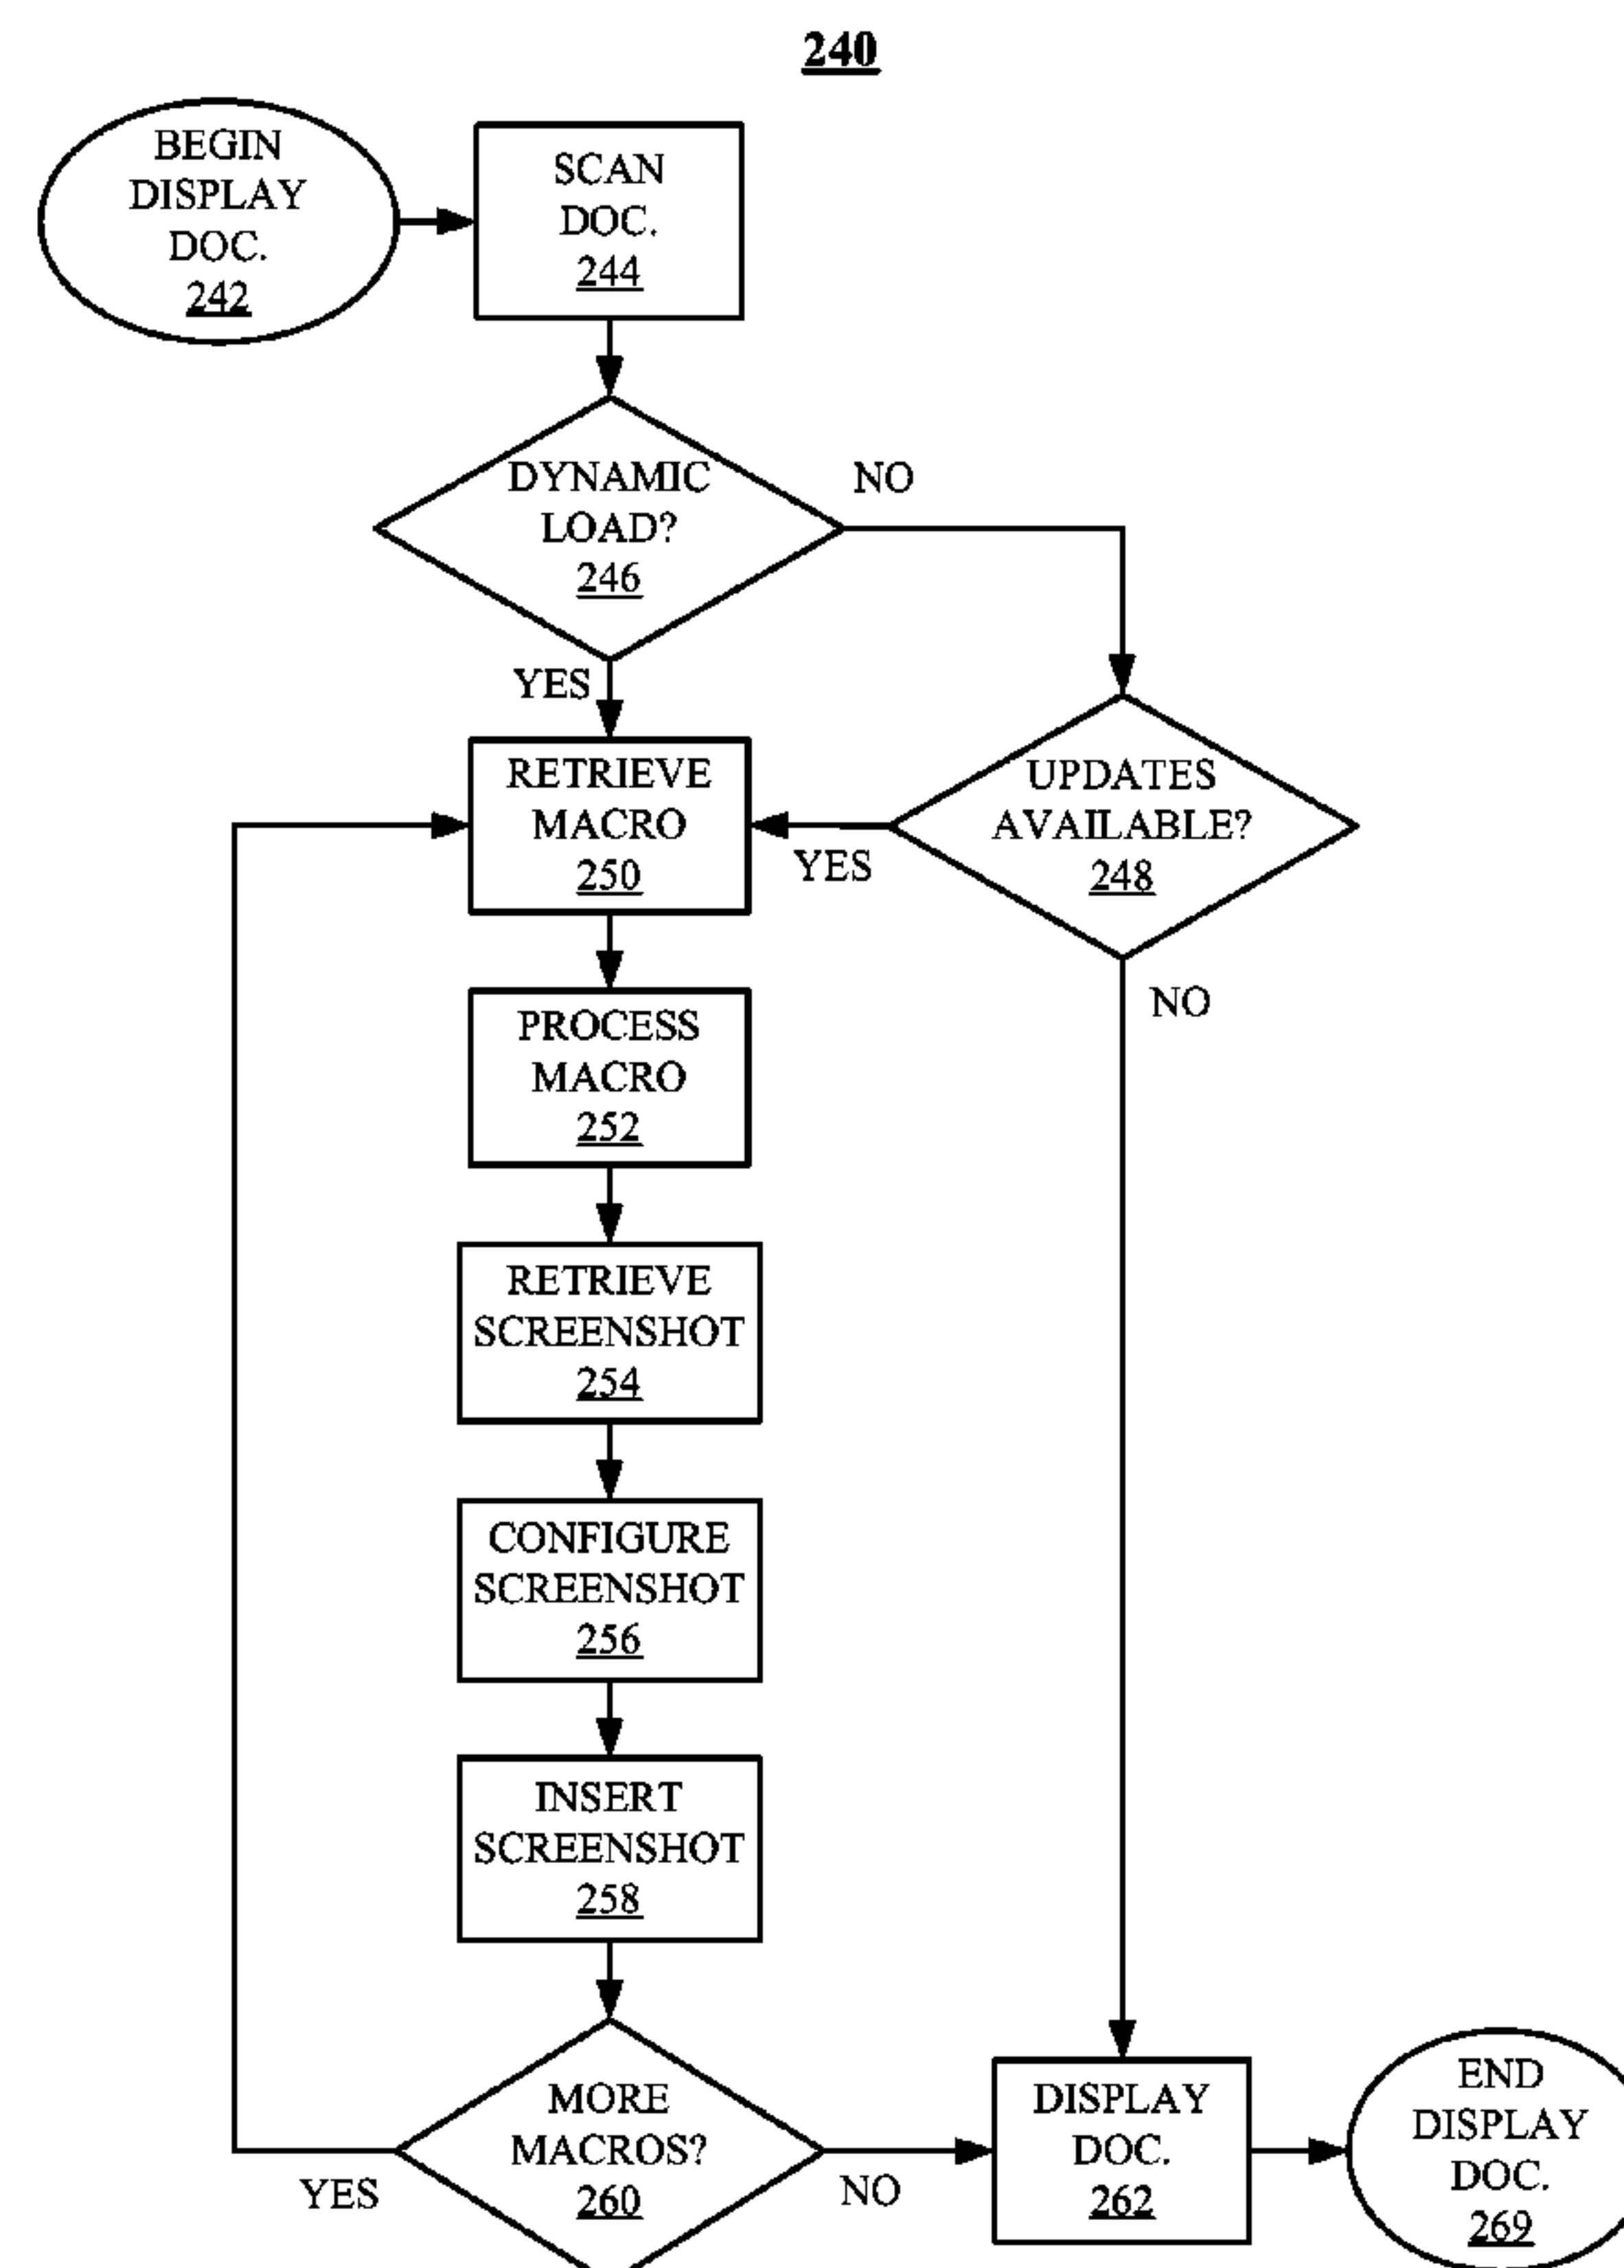 240
BEGIN
DISPLAY
DOC.
242
SCAN
DOC.
244
DYNAMIC
LOAD?
246
NO
YES
RETRIEVE
MACRO
250
YES
UPDATES
AVAILABLE?
248
NO
PROCESS
MACRO
252
RETRIEVE
SCREENSHOT
254
CONFIGURE
SCREENSHOT
256
INSERT
SCREENSHOT
258
MORE
MACROS?
260
YES
NO
DISPLAY
DOC.
262
END
DISPLAY
DOC.
269